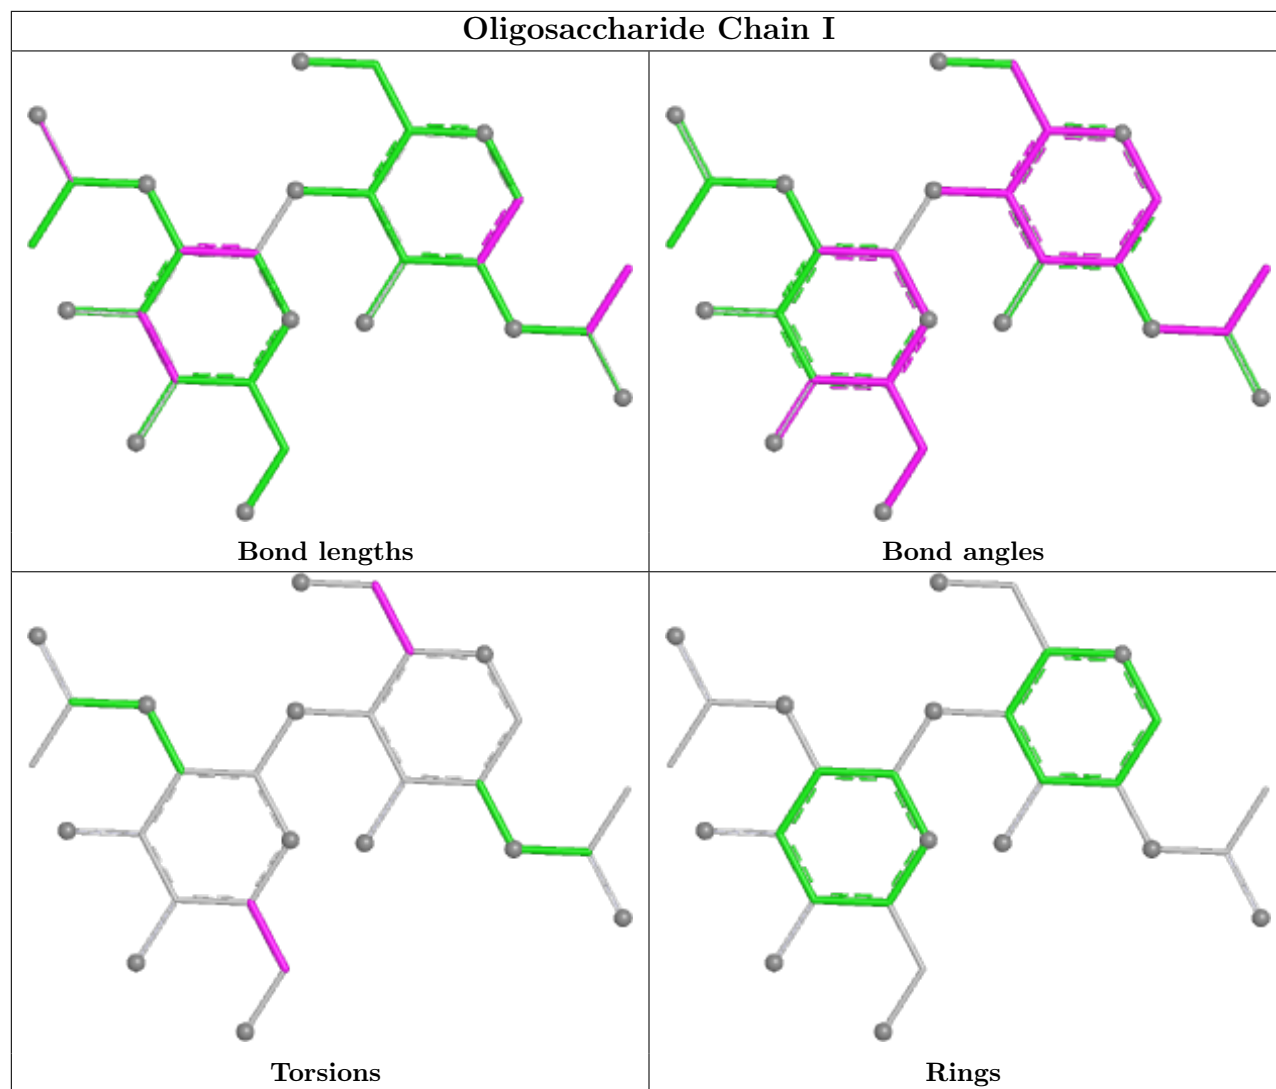 Oligosaccharide Chain I
Bond lengths
Bond angles
Torsions
Rings